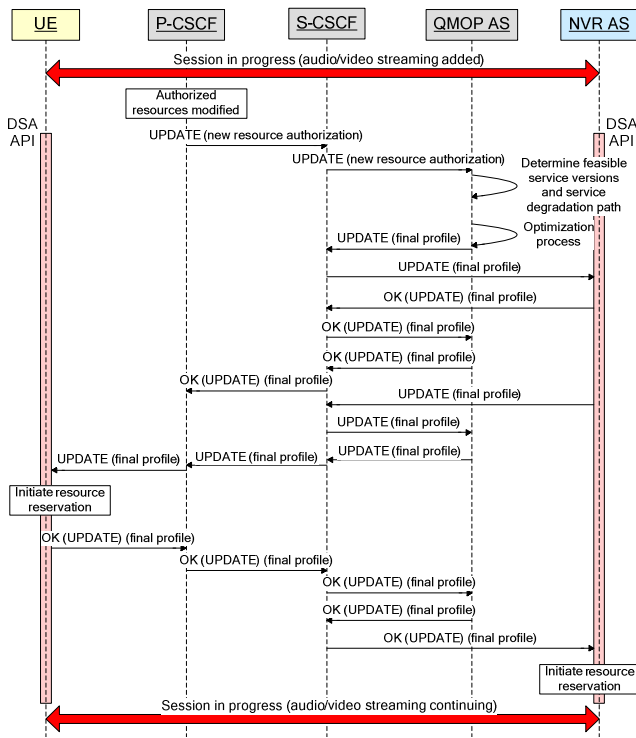 UE
P-CSCF
S-CSCF
QMOP AS
NVR AS
Session in progress (audio/video streaming added)
Authorized
resources modified
DSA
API
DSA
API
UPDATE (new resource authorization)
UPDATE (new resource authorization)
Determine feasible
service versions
and service
degradation path
Optimization
process
UPDATE (final profile)
UPDATE (final profile)
OK (UPDATE) (final profile)
OK (UPDATE) (final profile)
OK (UPDATE) (final profile)
OK (UPDATE) (final profile)
UPDATE (final profile)
UPDATE (final profile)
UPDATE (final profile)
UPDATE (final profile)
UPDATE (final profile)
Initiate resource
reservation
OK (UPDATE) (final profile)
OK (UPDATE) (final profile)
OK (UPDATE) (final profile)
OK (UPDATE) (final profile)
OK (UPDATE) (final profile)
Initiate resource
reservation
Session in progress (audio/video streaming continuing)